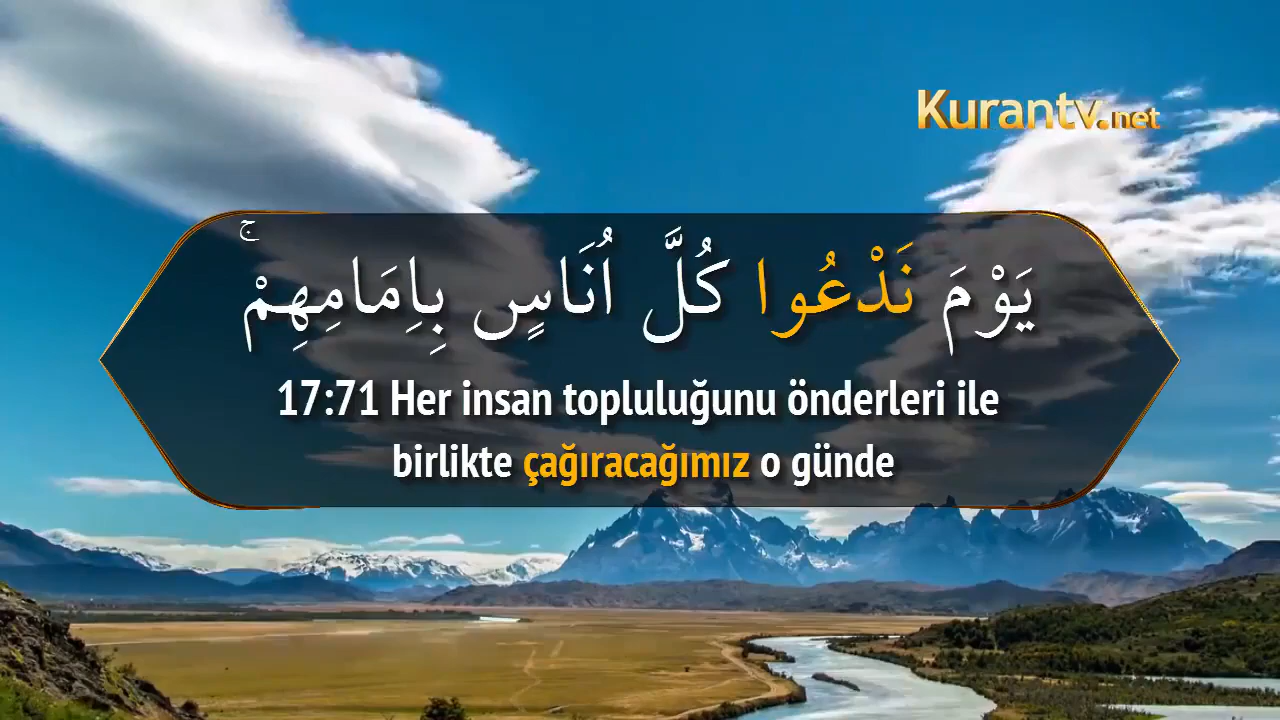 Kurantv.net
يَوْمَ نَدْعُوا كُلَّ اُنَاسٍ بِاِمَامِهِمْۚ
17:71 Her insan topluluğunu önderleri ile
birlikte çağıracağımız o günde